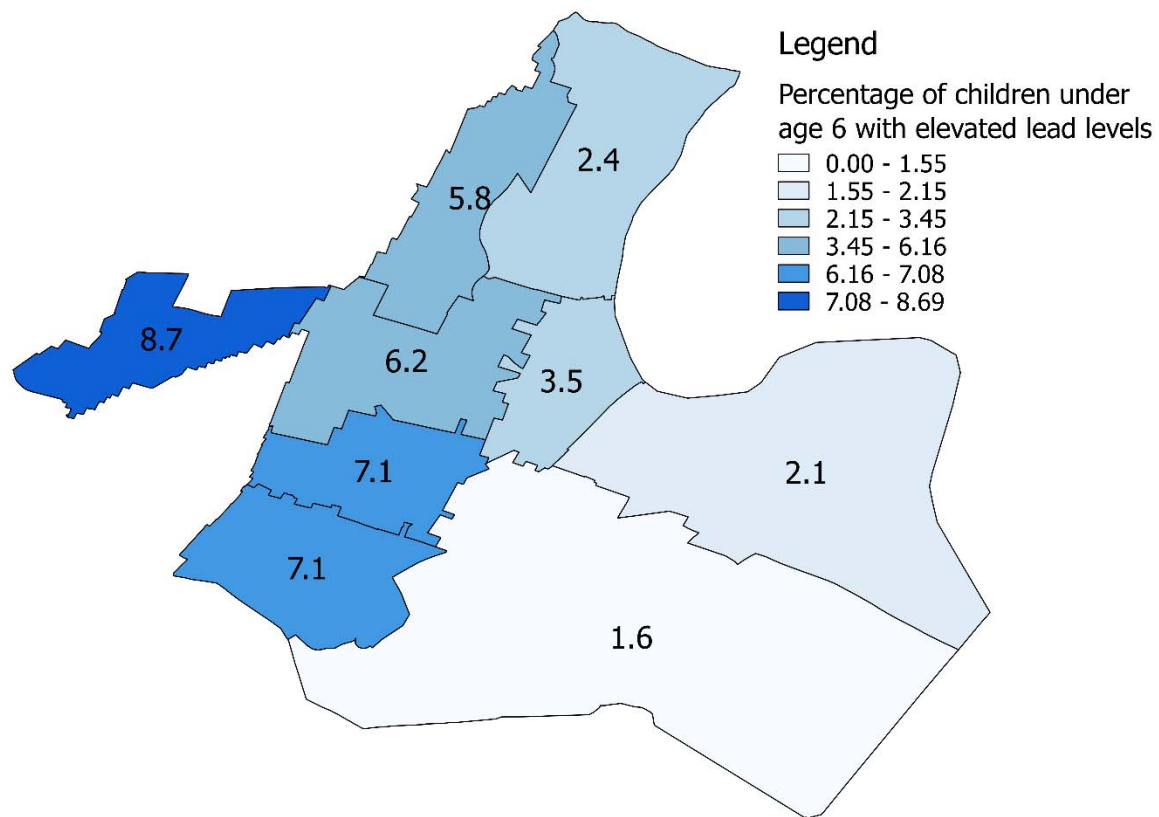 Legend
Percentage of children under
age 6 with elevated lead levels
0.00 - 1.55
1.55 - 2.15
2.15 - 3.45
3.45 - 6.16
6.16 - 7.08
7.08 - 8.69
2.4
5.8
8.7
6.2
3.5
7.1
2.1
7.1
1.6